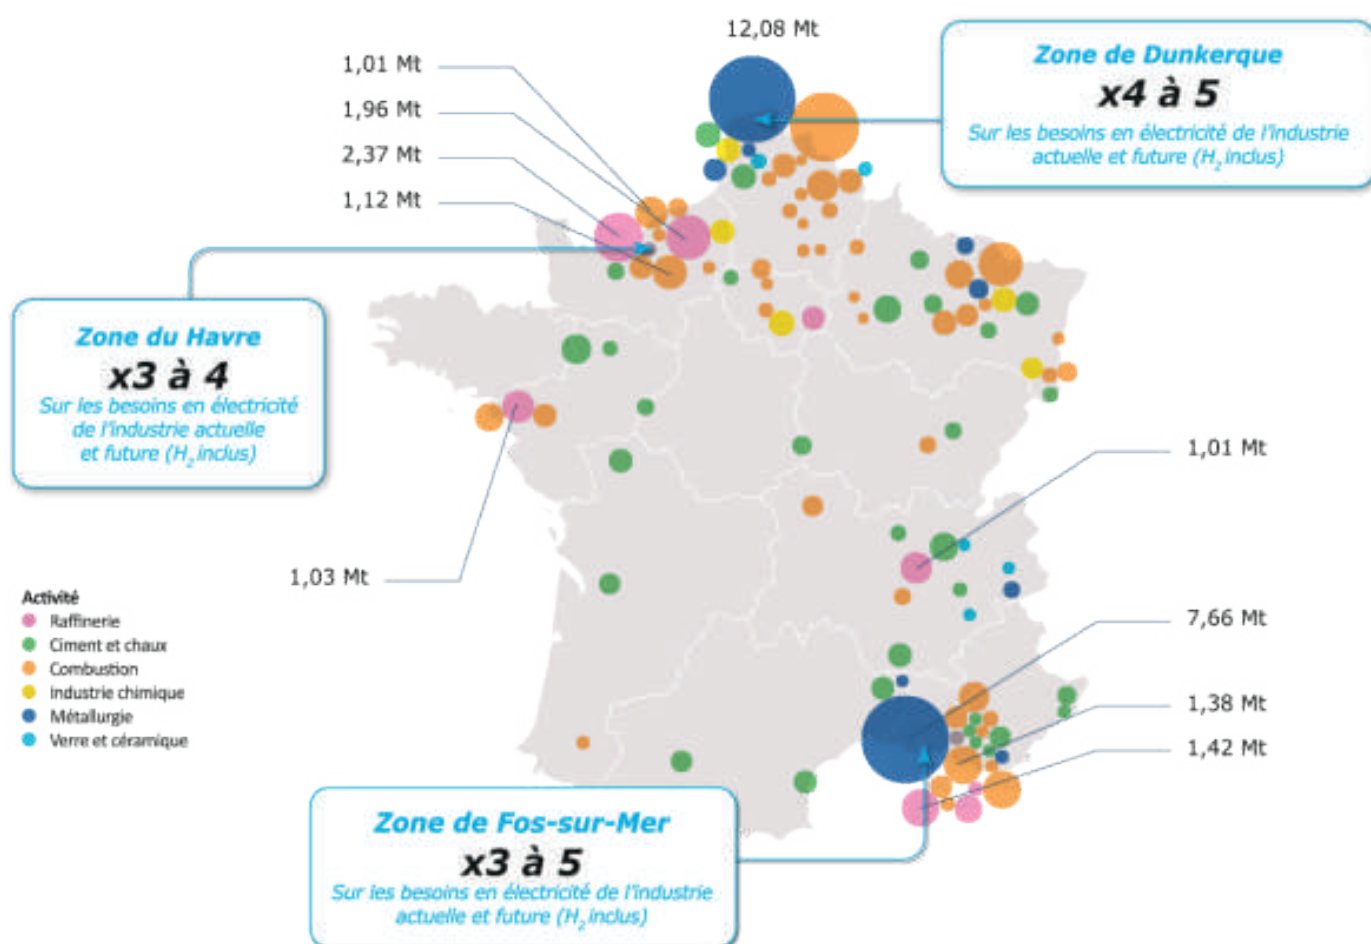 12,08 Mt
Zone de Dunkerque
x4 à 5
Sur les besoins en électricité de l'industrie
actuelle et future (H₂ inclus)
1,01 Mt
1,96 Mt
2,37 Mt
1,12 Mt
Zone du Havre
x3 à 4
Sur les besoins en électricité
de l'industrie actuelle
et future (H₂ inclus)
1,01 Mt
1,03 Mt
Activité
Raffinerie
Ciment et chaux
Combustion
Industrie chimique
Métallurgie
Verre et céramique
7,66 Mt
1,38 Mt
1,42 Mt
Zone de Fos-sur-Mer
x3 à 5
Sur les besoins en électricité de l'industrie
actuelle et future (H₂ inclus)